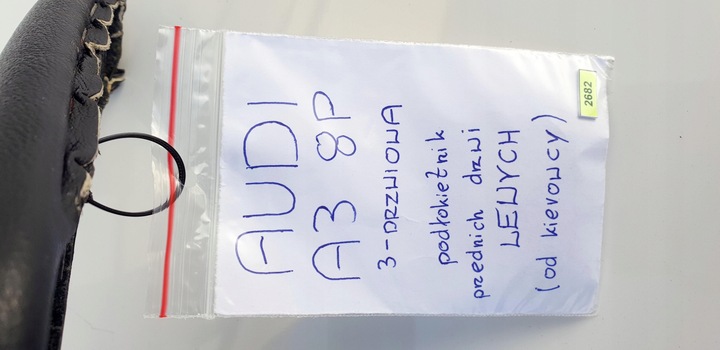 AUDI
A3 8P
3-DRZWIOWA
podłokietnik
przednich drzwi
LEWYCH
(od kierowcy)
2682